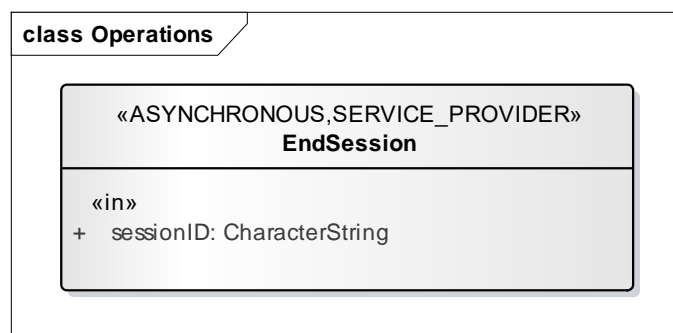 class Operations
«ASYNCHRONOUS,SERVICE_PROVIDER»
EndSession
«in»
+ sessionID: CharacterString